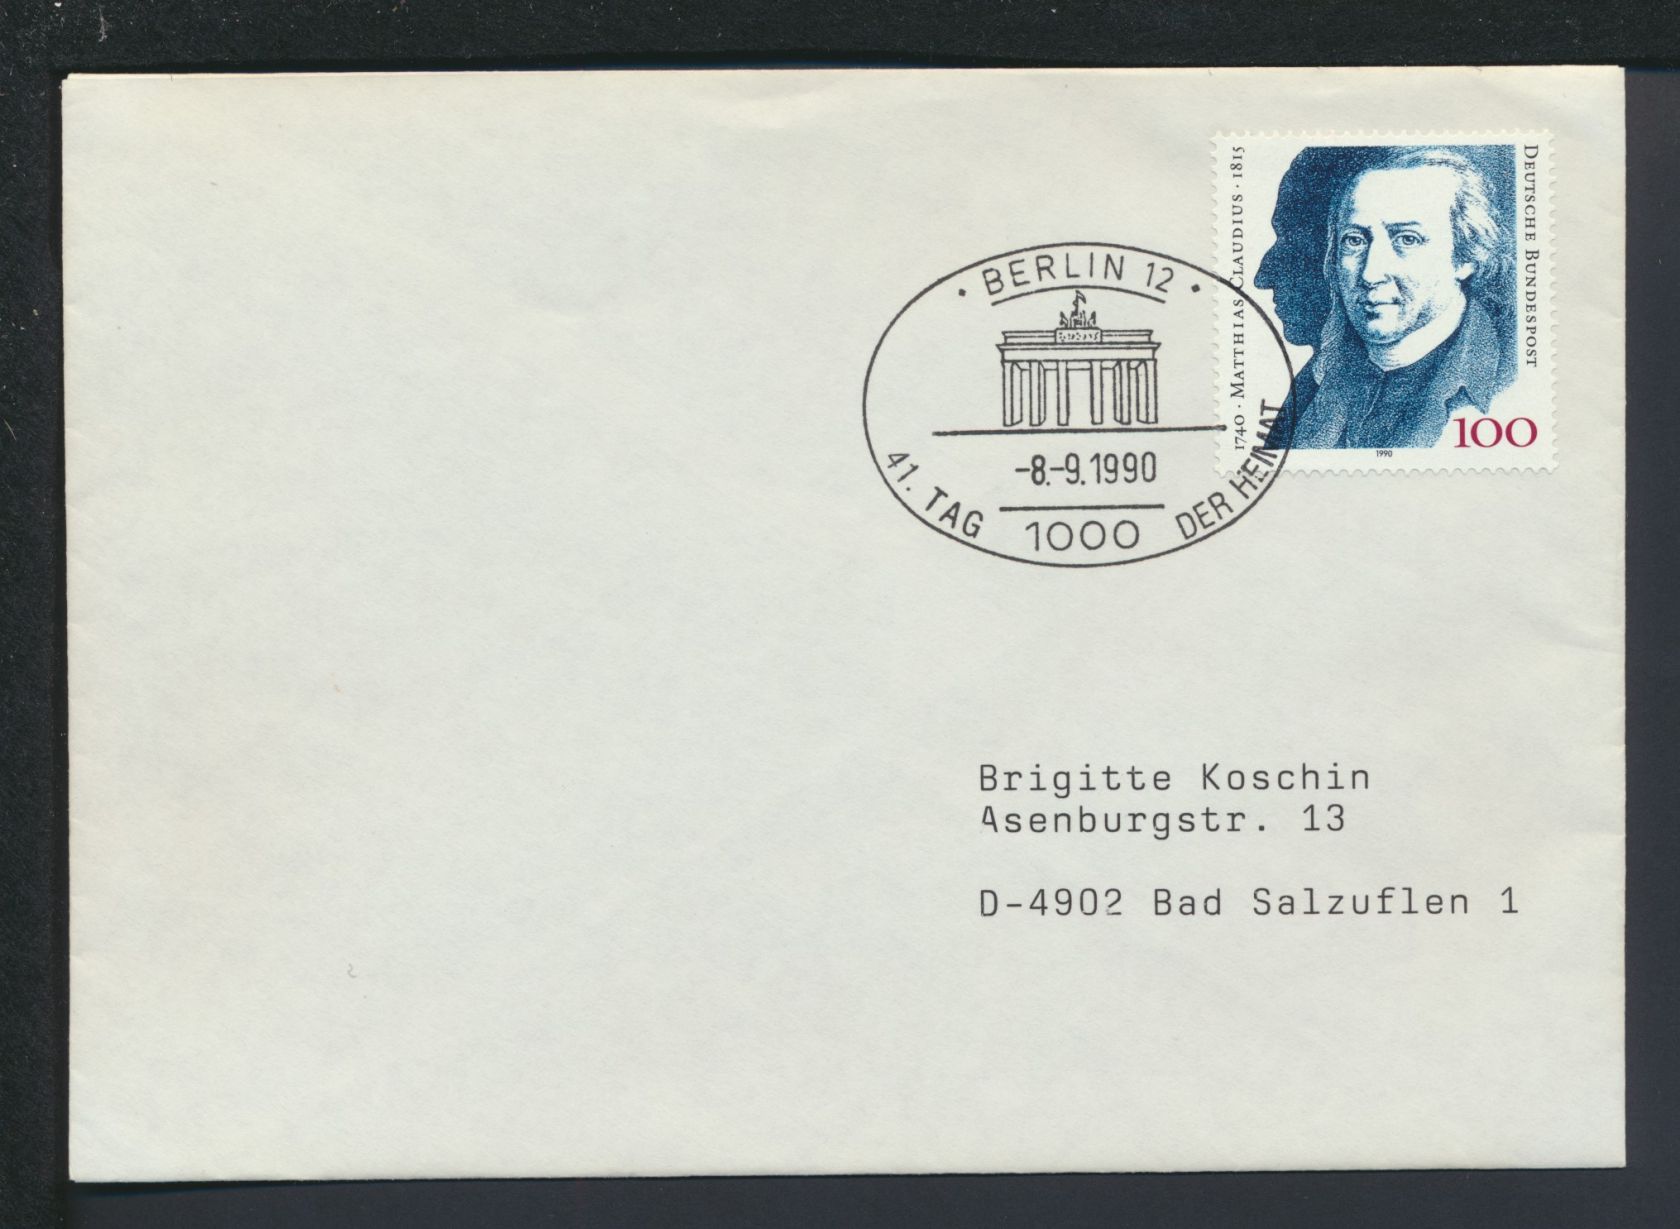 1740 · MATTHIAS CLAUDIUS · 1815
DEUTSCHE BUNDESPOST
100
1990
· BERLIN 12 ·
-8.-9.1990
41. TAG DER HEIMAT
1000
Brigitte Koschin
Asenburgstr. 13
D-4902 Bad Salzuflen 1